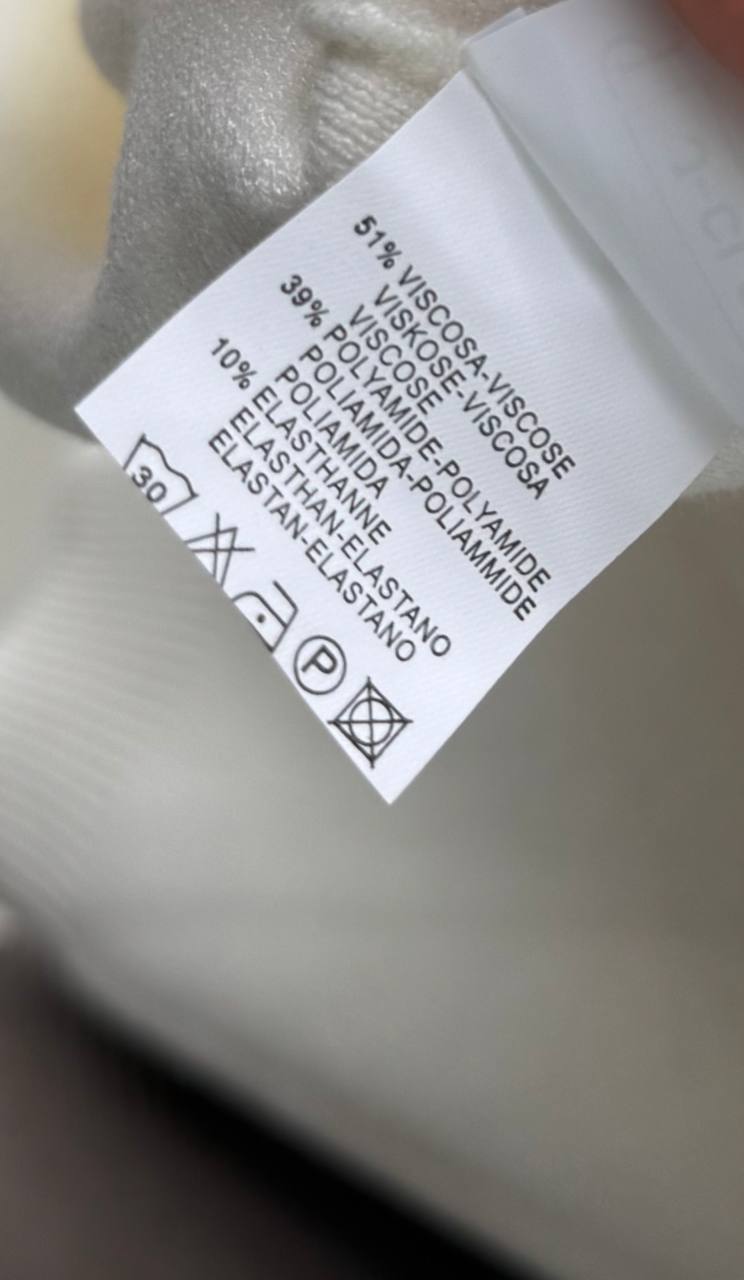 51% VISCOSA-VISCOSE
VISKOSE-VISCOSA
VISCOSE
39% POLYAMIDE-POLYAMIDE
POLIAMIDA-POLIAMMIDE
POLIAMIDA
10% ELASTHANNE
ELASTHAN-ELASTANO
ELASTAN-ELASTANO
30
P